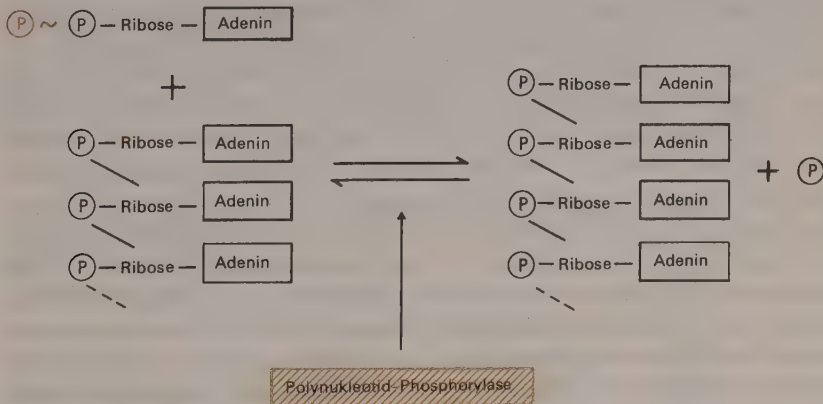 P ~ P — Ribose — Adenin
+
P — Ribose — Adenin
P — Ribose — Adenin
P — Ribose — Adenin
P — Ribose — Adenin
P — Ribose — Adenin
P — Ribose — Adenin
P — Ribose — Adenin
+ P
Polynukleotid-Phosphorylase